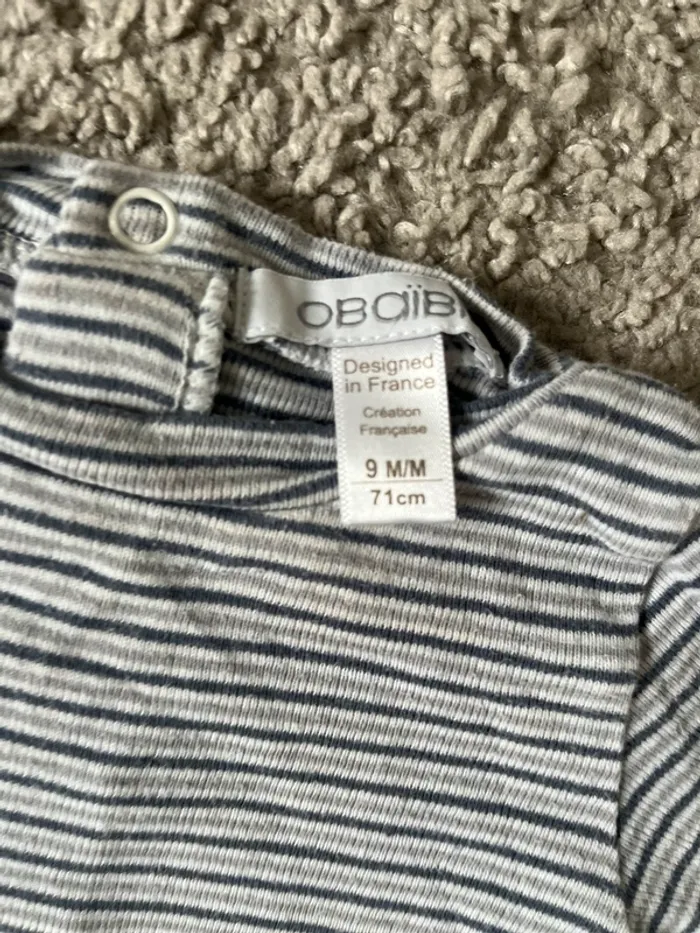 OBaïBi
Designed
in France
Création
Française
9 M/M
71cm